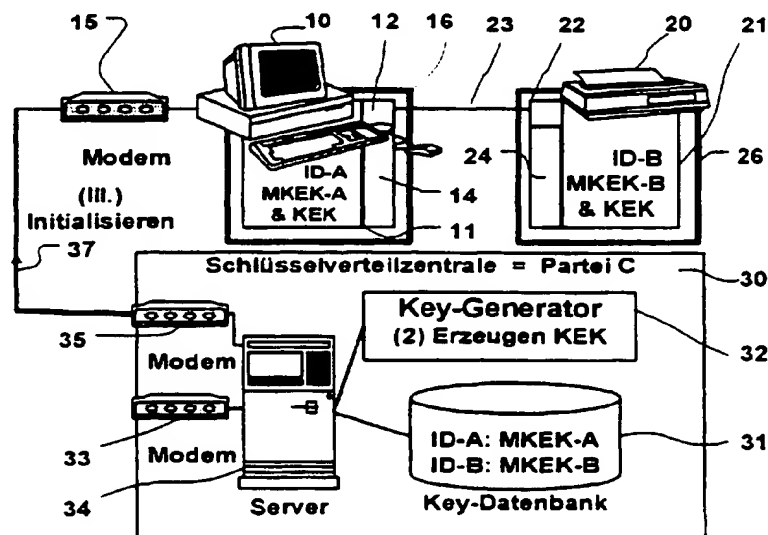 15
10
12
16
23
22
20
21
Modem
(III.)
Initialisieren
37
ID-A
MKEK-A
& KEK
14
11
24
ID-B
MKEK-B
& KEK
26
Schlüsselverteilzentrale = Partei C
30
35
Modem
Key-Generator
(2) Erzeugen KEK
32
33
Modem
34
Server
ID-A: MKEK-A
ID-B: MKEK-B
31
Key-Datenbank